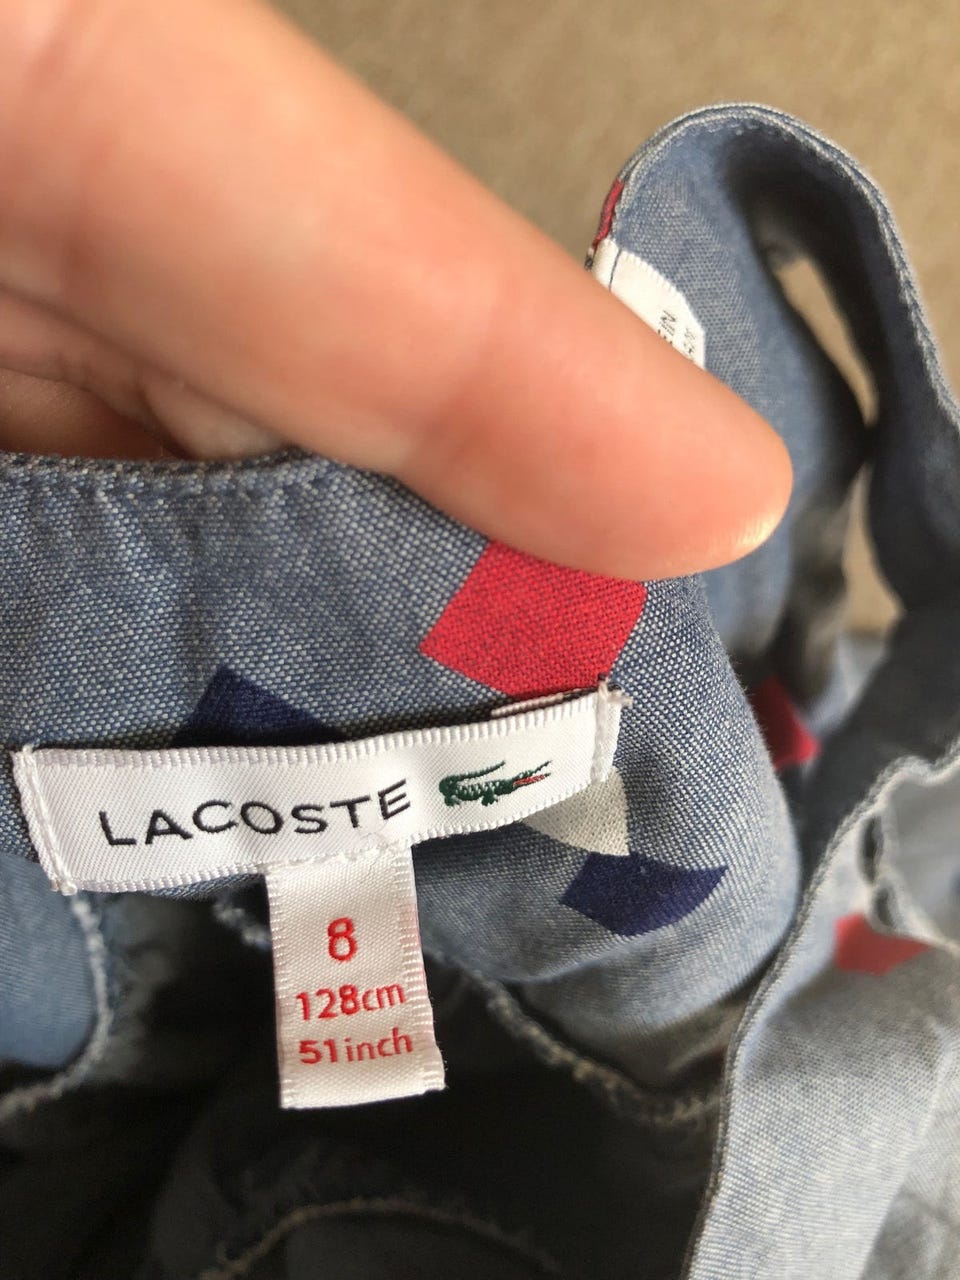 LACOSTE
8
128cm
51inch